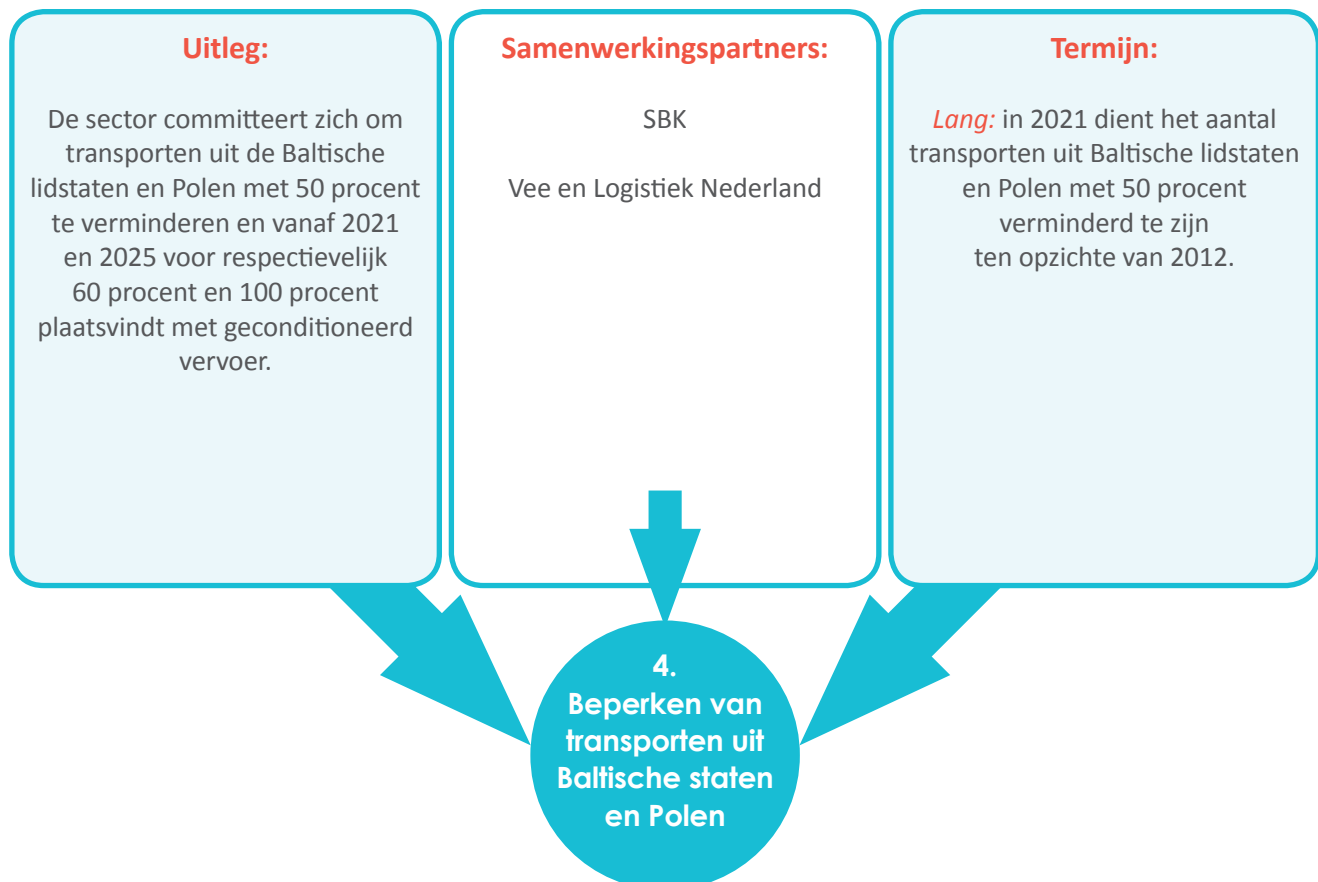 Uitleg:
De sector committeert zich om
transporten uit de Baltische
lidstaten en Polen met 50 procent
te verminderen en vanaf 2021
en 2025 voor respectievelijk
60 procent en 100 procent
plaatsvindt met geconditioneerd
vervoer.
Samenwerkingspartners:
SBK
Vee en Logistiek Nederland
Termijn:
Lang: in 2021 dient het aantal
transporten uit Baltische lidstaten
en Polen met 50 procent
verminderd te zijn
ten opzichte van 2012.
4.
Beperken van
transporten uit
Baltische staten
en Polen